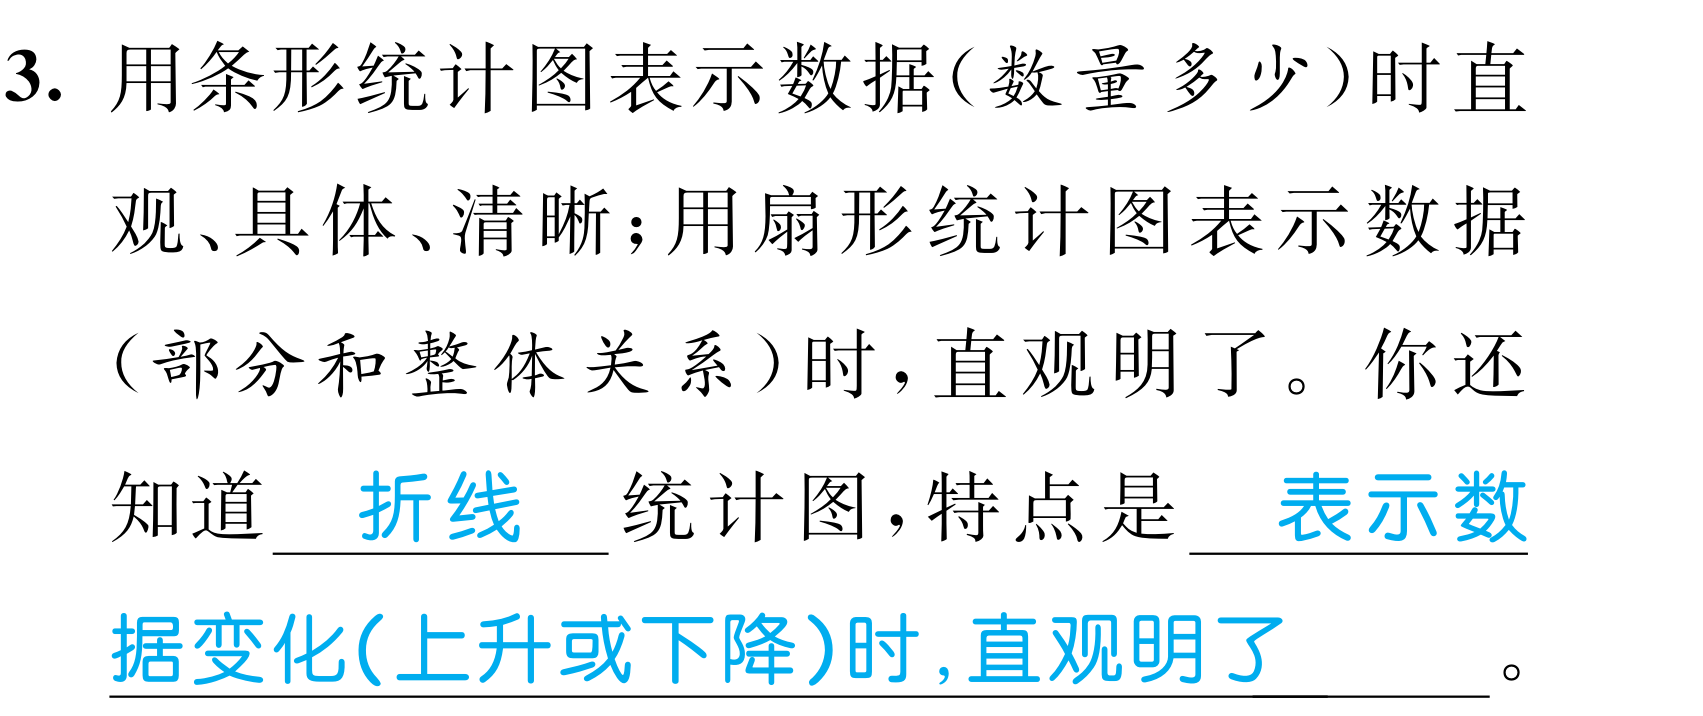 3. 用条形统计图表示数据(数量多少)时直
观、具体、清晰;用扇形统计图表示数据
(部分和整体关系)时,直观明了。你还
知道 折线 统计图,特点是 表示数
据变化(上升或下降)时,直观明了 。